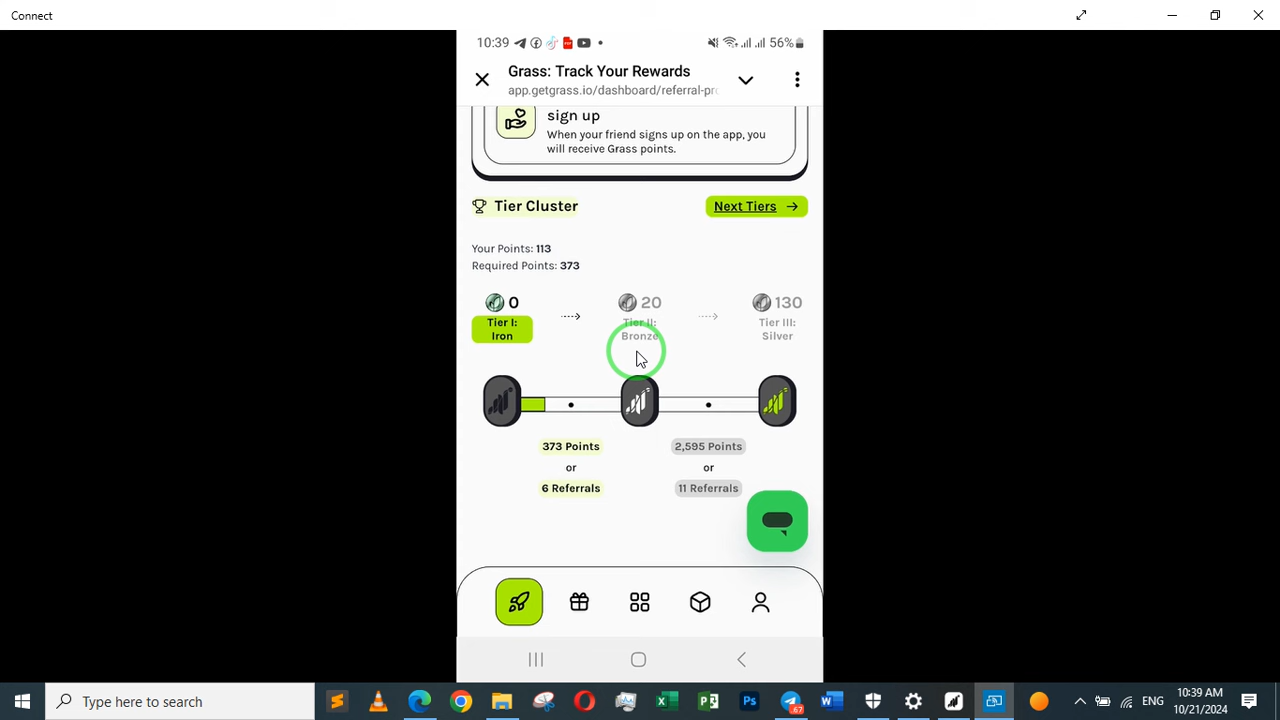 Connect
10:39
56%
Grass: Track Your Rewards
app.getgrass.io/dashboard/referral-pr
sign up
When your friend signs up on the app, you
will receive Grass points.
Tier Cluster
Next Tiers →
Your Points: 113
Required Points: 373
0
20
130
Tier I:
Iron
Tier II:
Bronze
Tier III:
Silver
373 Points
or
6 Referrals
2,595 Points
or
11 Referrals
Type here to search
67
ENG
10:39 AM
10/21/2024